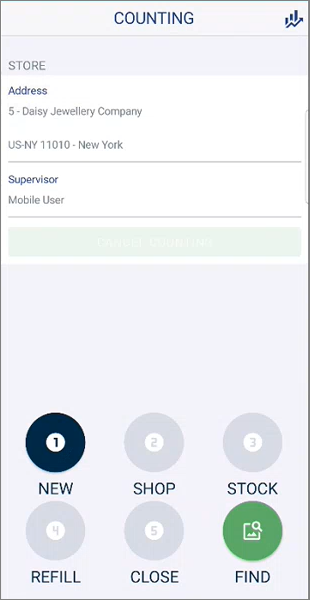 COUNTING
STORE
Address
5 - Daisy Jewellery Company
US-NY 11010 - New York
Supervisor
Mobile User
1 2 3
NEW SHOP STOCK
4 5
REFILL CLOSE FIND